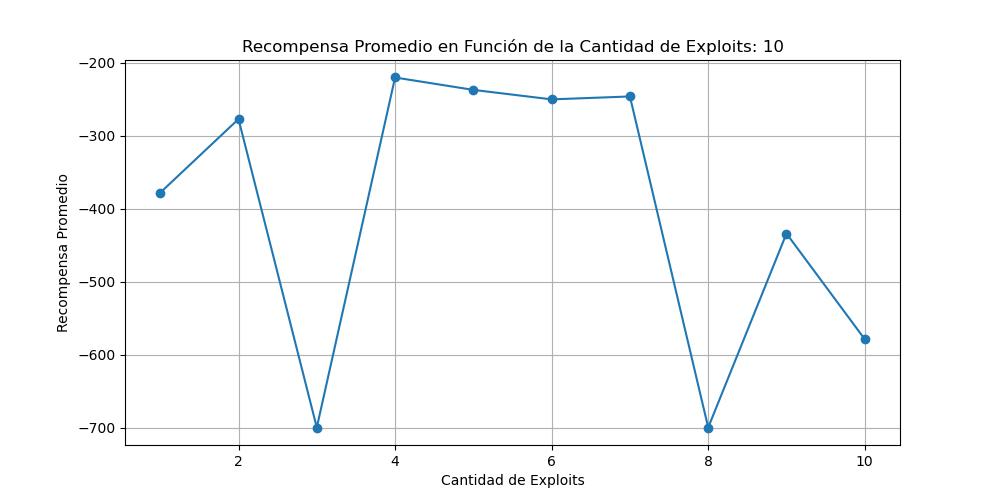 Recompensa Promedio en Función de la Cantidad de Exploits: 10
Recompensa Promedio
−200
−300
−400
−500
−600
−700
2 4 6 8 10
Cantidad de Exploits